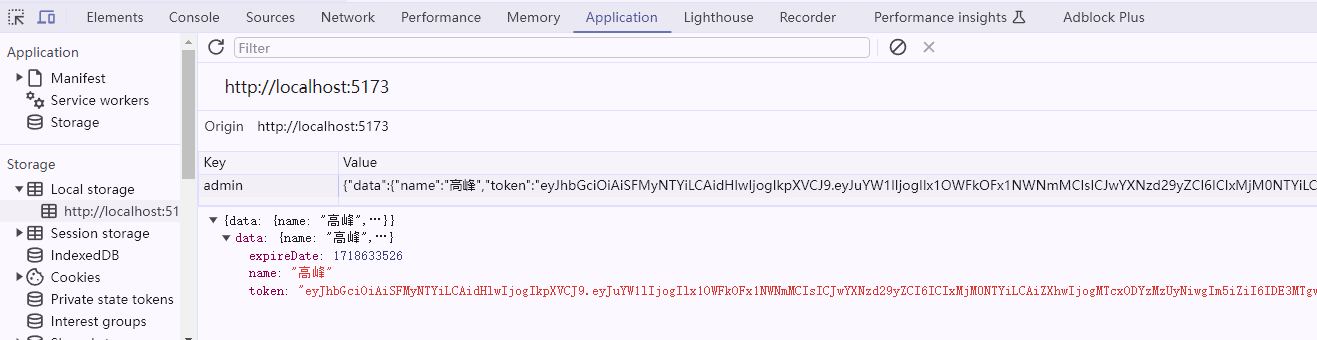 Elements Console Sources Network Performance Memory Application Lighthouse Recorder Performance insights Adblock Plus
Application
Manifest
Service workers
Storage
Storage
Local storage
http://localhost:51
Session storage
IndexedDB
Cookies
Private state tokens
Interest groups
Filter
http://localhost:5173
Origin http://localhost:5173
Key Value
admin {"data":{"name":"高峰","token":"eyJhbGciOiAiSFMyNTYiLCAidHlwIjogIkpXVCJ9.eyJuYW1lIjogIlx1OWFkOFx1NWNmMCIsICJwYXNzd29yZCI6ICIxMjM0NTYiLC
{data: {name: "高峰",…}}
data: {name: "高峰",…}
expireDate: 1718633526
name: "高峰"
token: "eyJhbGciOiAiSFMyNTYiLCAidHlwIjogIkpXVCJ9.eyJuYW1lIjogIlx1OWFkOFx1NWNmMCIsICJwYXNzd29yZCI6ICIxMjM0NTYiLCAiZXhwIjogMTcxODYzMzUyNiwgIm5iZiI6IDE3MTgw